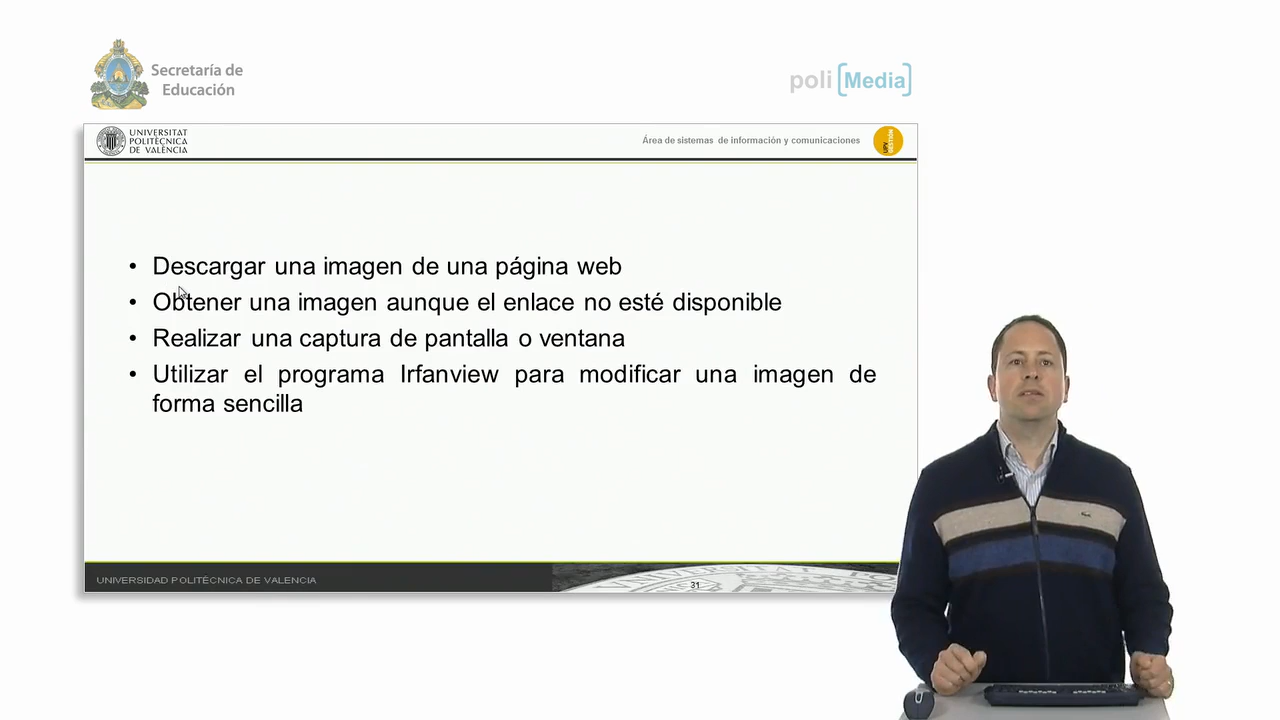 Secretaría de
Educación
poli [Media]
UNIVERSITAT
POLITÈCNICA
DE VALÈNCIA
Área de sistemas de información y comunicaciones
UPV
GESTIÓN
• Descargar una imagen de una página web
• Obtener una imagen aunque el enlace no esté disponible
• Realizar una captura de pantalla o ventana
• Utilizar el programa Irfanview para modificar una imagen de
forma sencilla
UNIVERSIDAD POLITÉCNICA DE VALENCIA
31